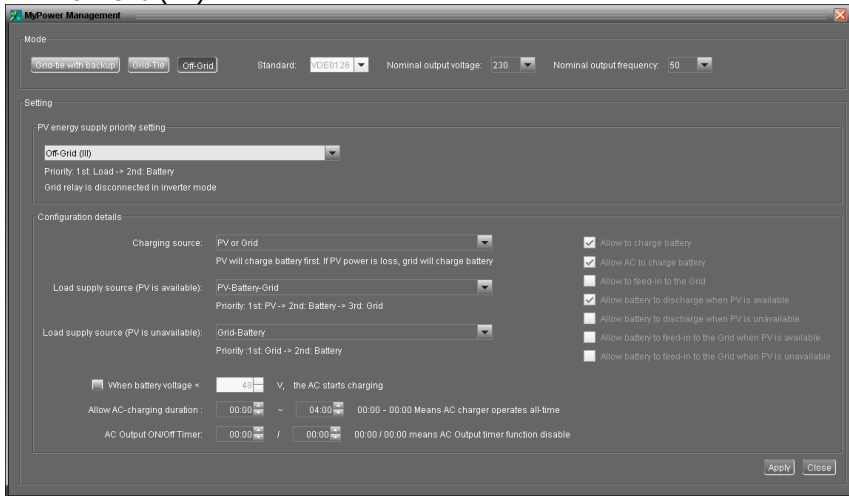 MyPower Management
Mode
Grid-tie with backup Grid-Tie Off-Grid Standard: VDE0126 Nominal output voltage: 230 Nominal output frequency: 50
Setting
PV energy supply priority setting
Off-Grid (III)
Priority: 1st: Load -> 2nd: Battery
Grid relay is disconnected in inverter mode
Configuration details
Charging source: PV or Grid
PV will charge battery first. If PV power is loss, grid will charge battery
Load supply source (PV is available): PV-Battery-Grid
Priority: 1st: PV -> 2nd: Battery -> 3rd: Grid
Load supply source (PV is unavailable): Grid-Battery
Priority :1st: Grid -> 2nd: Battery
Allow to charge battery
Allow AC to charge battery
Allow to feed-in to the Grid
Allow battery to discharge when PV is available
Allow battery to discharge when PV is unavailable
Allow battery to feed-in to the Grid when PV is available
Allow battery to feed-in to the Grid when PV is unavailable
When battery voltage < 48 V, the AC starts charging
Allow AC-charging duration : 00:00 ~ 04:00 00:00 - 00:00 Means AC charger operates all-time
AC Output ON/Off Timer: 00:00 / 00:00 00:00 / 00:00 means AC Output timer function disable
Apply Close